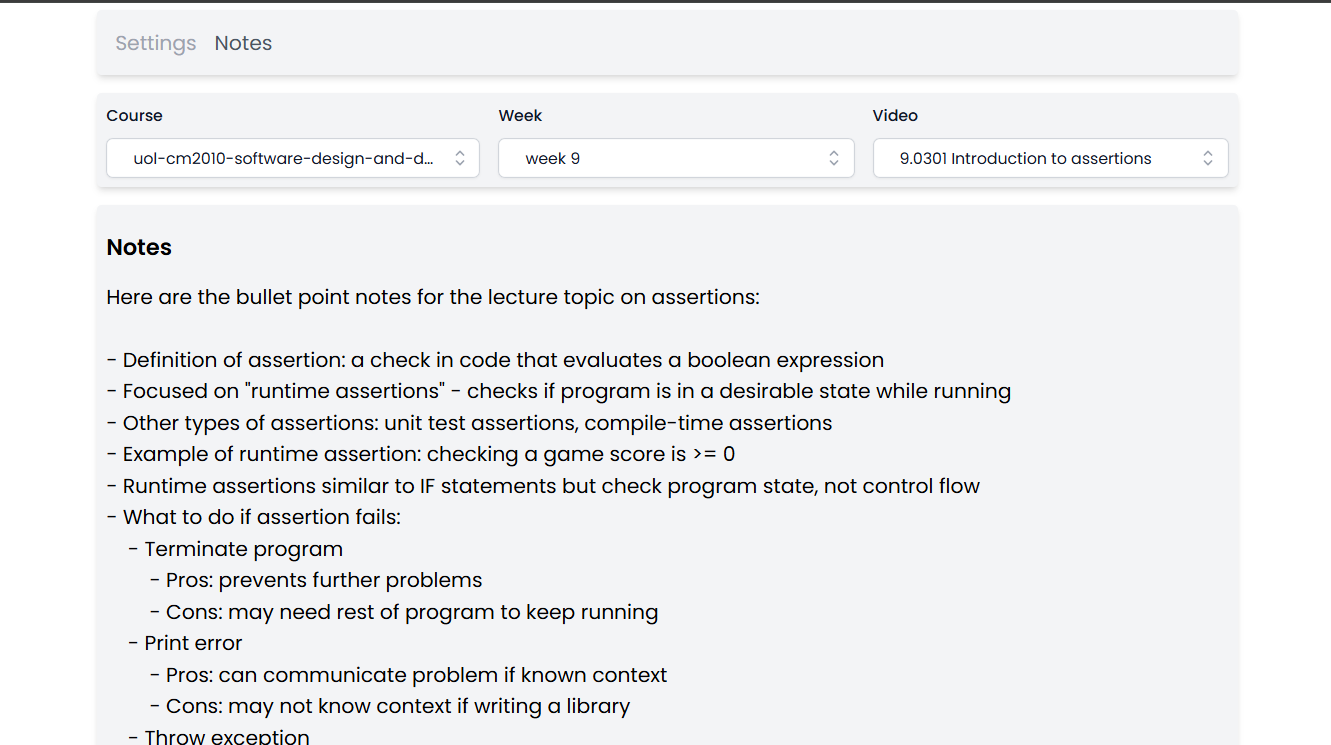 Settings Notes
Course Week Video
uol-cm2010-software-design-and-d... week 9 9.0301 Introduction to assertions
Notes
Here are the bullet point notes for the lecture topic on assertions:
- Definition of assertion: a check in code that evaluates a boolean expression
- Focused on "runtime assertions" - checks if program is in a desirable state while running
- Other types of assertions: unit test assertions, compile-time assertions
- Example of runtime assertion: checking a game score is >= 0
- Runtime assertions similar to IF statements but check program state, not control flow
- What to do if assertion fails:
- Terminate program
- Pros: prevents further problems
- Cons: may need rest of program to keep running
- Print error
- Pros: can communicate problem if known context
- Cons: may not know context if writing a library
- Throw exception